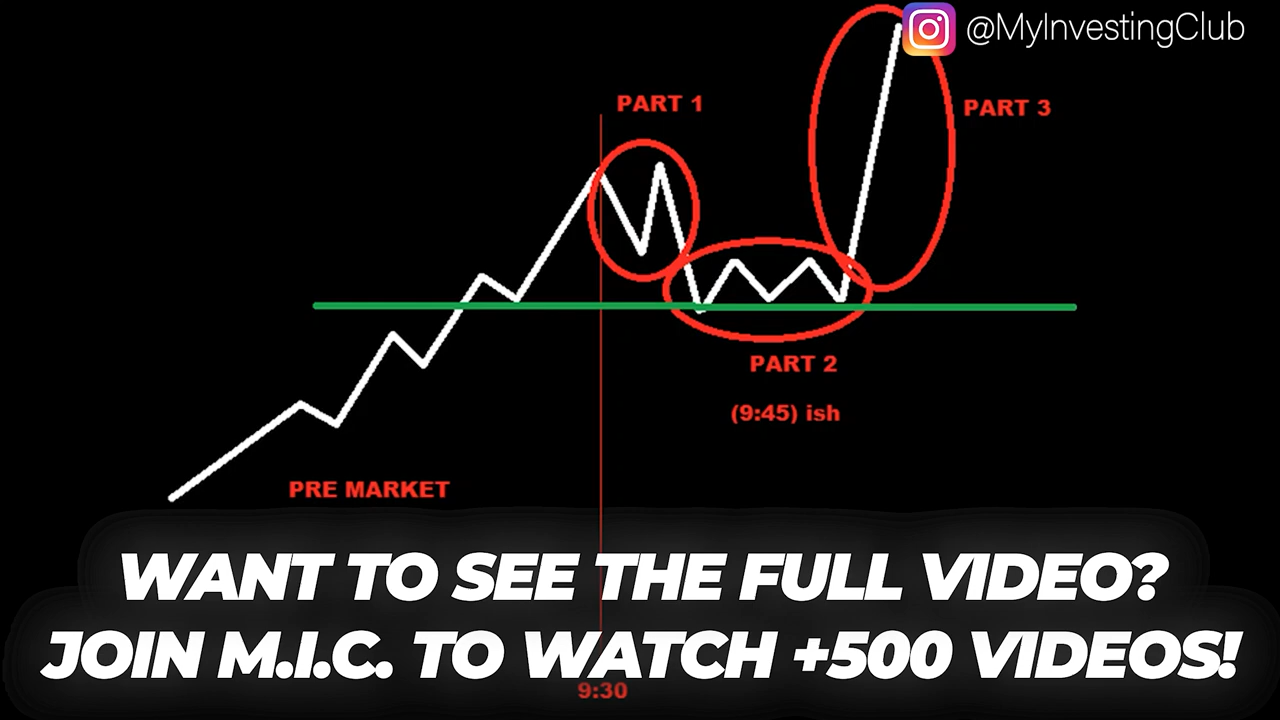 @MyInvestingClub
PART 1
PART 3
PART 2
(9:45) ish
PRE MARKET
WANT TO SEE THE FULL VIDEO?
JOIN M.I.C. TO WATCH +500 VIDEOS!
9:30